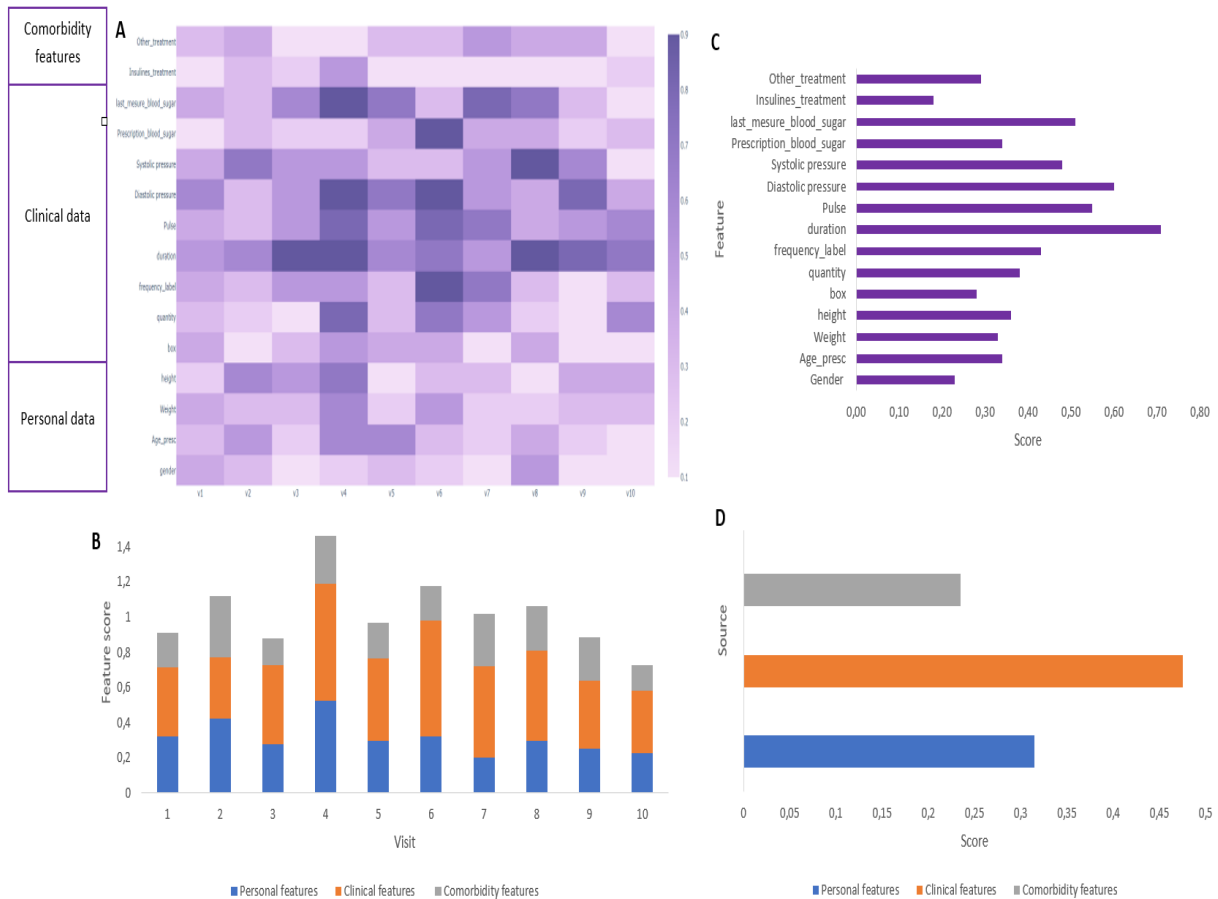 Comorbidity
features
Clinical data
Personal data
A
Other_treatment
Insulines_treatment
last_mesure_blood_sugar
Prescription_blood_sugar
Systolic pressure
Diastolic pressure
Pulse
duration
frequency_label
quantity
box
height
Weight
Age_presc
gender
v1 v2 v3 v4 v5 v6 v7 v8 v9 v10
0.9
0.8
0.7
0.6
0.5
0.4
0.3
0.2
0.1
C
Feature
Other_treatment
Insulines_treatment
last_mesure_blood_sugar
Prescription_blood_sugar
Systolic pressure
Diastolic pressure
Pulse
duration
frequency_label
quantity
box
height
Weight
Age_presc
Gender
0,00 0,10 0,20 0,30 0,40 0,50 0,60 0,70 0,80
Score
B
Feature score
1,4
1,2
1
0,8
0,6
0,4
0,2
0
1 2 3 4 5 6 7 8 9 10
Visit
Personal features Clinical features Comorbidity features
D
Source
0 0,05 0,1 0,15 0,2 0,25 0,3 0,35 0,4 0,45 0,5
Score
Personal features Clinical features Comorbidity features